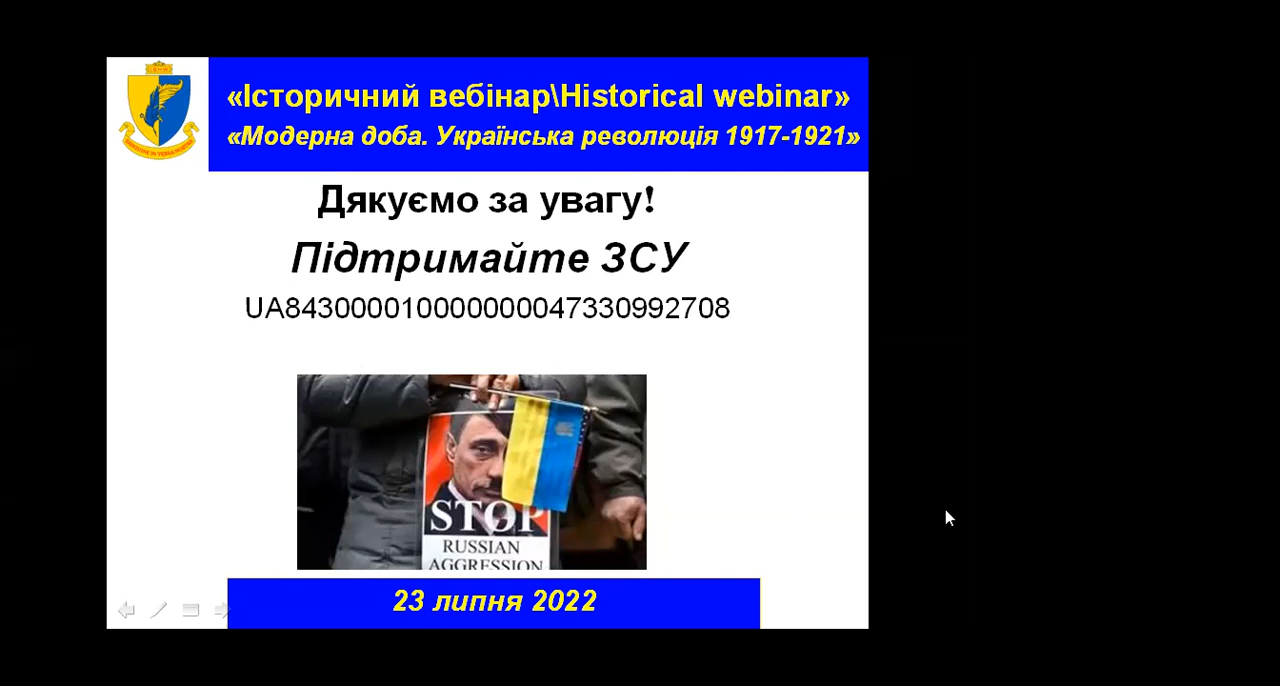 «Історичний вебінар\Historical webinar»
«Модерна доба. Українська революція 1917-1921»
Дякуємо за увагу!
Підтримайте ЗСУ
UA843000010000000047330992708
STOP
RUSSIAN
AGGRESSION
23 липня 2022